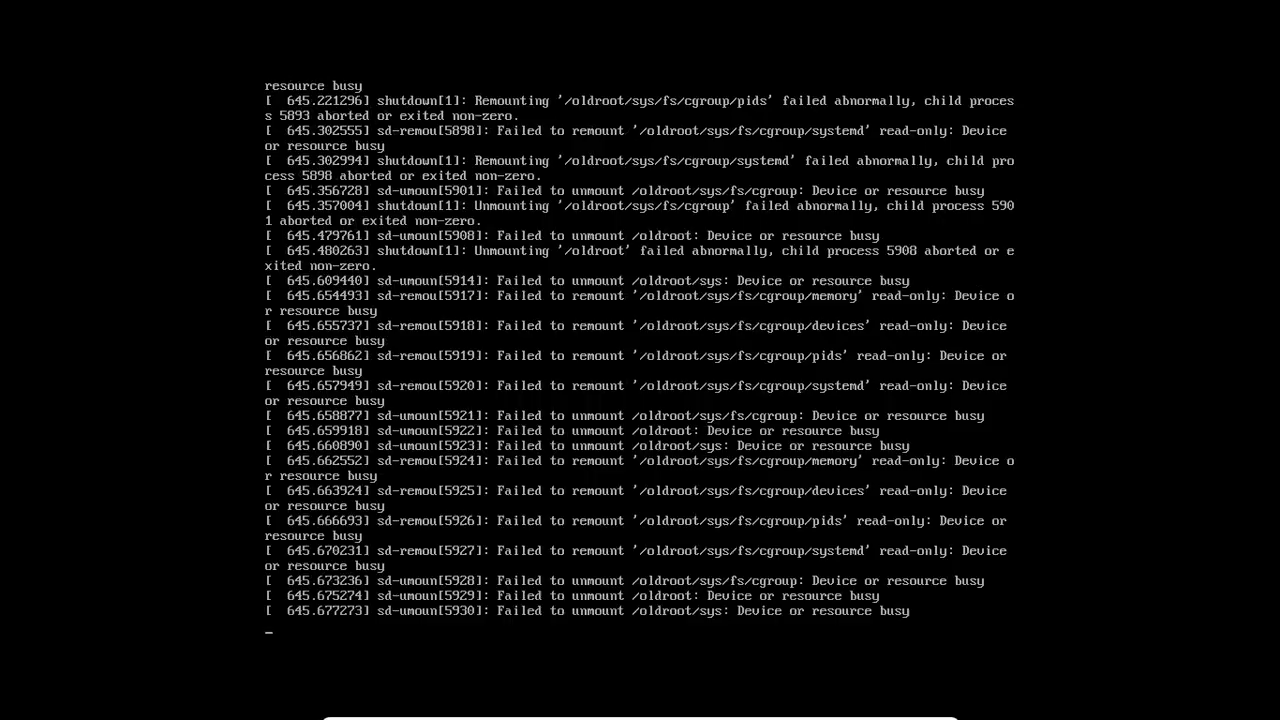 resource busy
[  645.221296] shutdown[1]: Remounting '/oldroot/sys/fs/cgroup/pids' failed abnormally, child proces
s 5893 aborted or exited non-zero.
[  645.302555] sd-remou[5898]: Failed to remount '/oldroot/sys/fs/cgroup/systemd' read-only: Device
or resource busy
[  645.302994] shutdown[1]: Remounting '/oldroot/sys/fs/cgroup/systemd' failed abnormally, child pro
cess 5898 aborted or exited non-zero.
[  645.356728] sd-umoun[5901]: Failed to unmount /oldroot/sys/fs/cgroup: Device or resource busy
[  645.357004] shutdown[1]: Unmounting '/oldroot/sys/fs/cgroup' failed abnormally, child process 590
1 aborted or exited non-zero.
[  645.479761] sd-umoun[5908]: Failed to unmount /oldroot: Device or resource busy
[  645.480263] shutdown[1]: Unmounting '/oldroot' failed abnormally, child process 5908 aborted or e
xited non-zero.
[  645.609440] sd-umoun[5914]: Failed to unmount /oldroot/sys: Device or resource busy
[  645.654493] sd-remou[5917]: Failed to remount '/oldroot/sys/fs/cgroup/memory' read-only: Device o
r resource busy
[  645.655737] sd-remou[5918]: Failed to remount '/oldroot/sys/fs/cgroup/devices' read-only: Device
or resource busy
[  645.656862] sd-remou[5919]: Failed to remount '/oldroot/sys/fs/cgroup/pids' read-only: Device or
resource busy
[  645.657949] sd-remou[5920]: Failed to remount '/oldroot/sys/fs/cgroup/systemd' read-only: Device
or resource busy
[  645.658877] sd-umoun[5921]: Failed to unmount /oldroot/sys/fs/cgroup: Device or resource busy
[  645.659918] sd-umoun[5922]: Failed to unmount /oldroot: Device or resource busy
[  645.660890] sd-umoun[5923]: Failed to unmount /oldroot/sys: Device or resource busy
[  645.662552] sd-remou[5924]: Failed to remount '/oldroot/sys/fs/cgroup/memory' read-only: Device o
r resource busy
[  645.663924] sd-remou[5925]: Failed to remount '/oldroot/sys/fs/cgroup/devices' read-only: Device
or resource busy
[  645.666693] sd-remou[5926]: Failed to remount '/oldroot/sys/fs/cgroup/pids' read-only: Device or
resource busy
[  645.670231] sd-remou[5927]: Failed to remount '/oldroot/sys/fs/cgroup/systemd' read-only: Device
or resource busy
[  645.673236] sd-umoun[5928]: Failed to unmount /oldroot/sys/fs/cgroup: Device or resource busy
[  645.675274] sd-umoun[5929]: Failed to unmount /oldroot: Device or resource busy
[  645.677273] sd-umoun[5930]: Failed to unmount /oldroot/sys: Device or resource busy
_